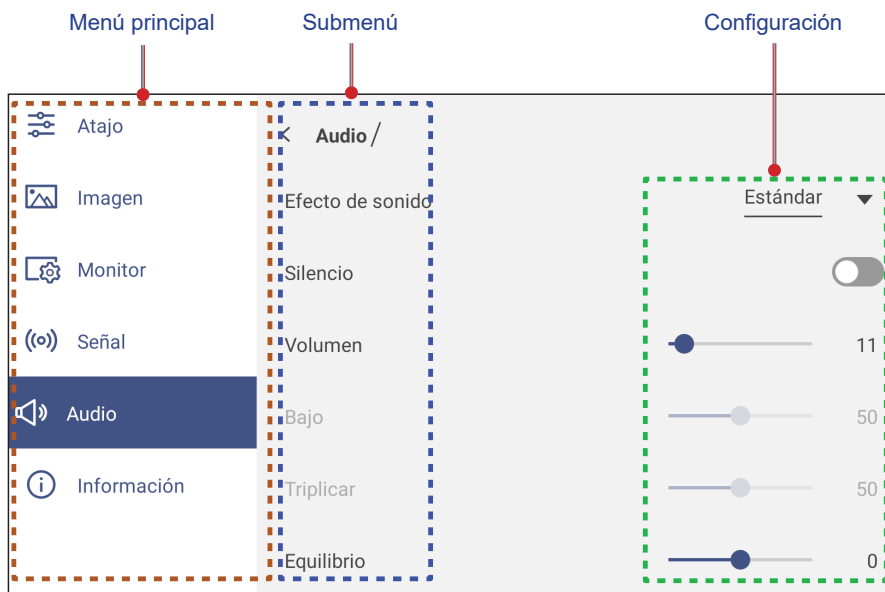 Menú principal
Submenú
Configuración
Atajo
Audio /
Imagen
Efecto de sonido
Estándar
Monitor
Silencio
Señal
Volumen
11
Audio
Bajo
50
Información
Triplicar
50
Equilibrio
0